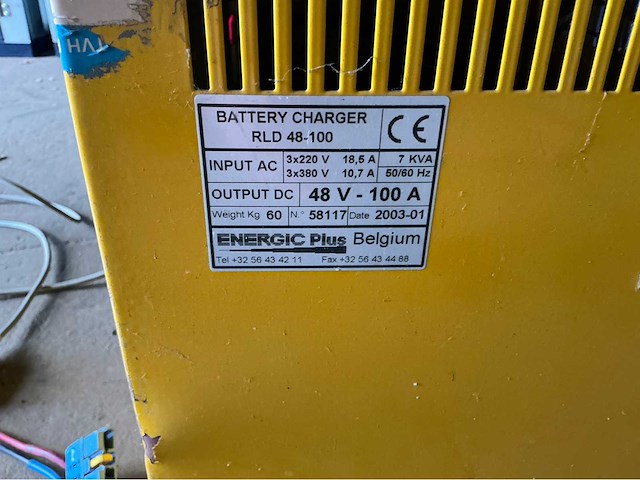 TVH
BATTERY CHARGER
RLD 48-100
CE
INPUT AC 3x220 V 18,5 A 7 KVA
3x380 V 10,7 A 50/60 Hz
OUTPUT DC 48 V - 100 A
Weight Kg 60 N.° 58117 Date 2003-01
ENERGIC Plus Belgium
Tel +32 56 43 42 11 Fax +32 56 43 44 88